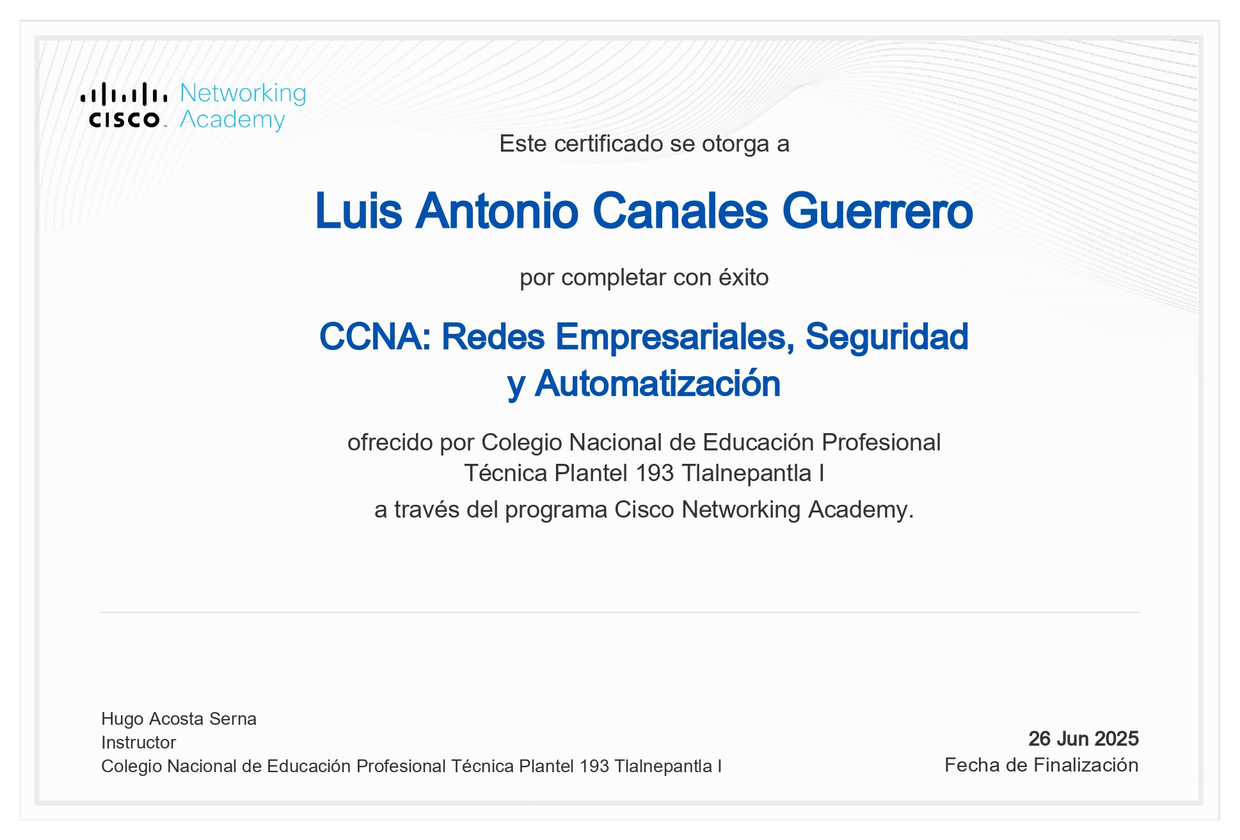 Networking
Academy
CISCO
Este certificado se otorga a
Luis Antonio Canales Guerrero
por completar con éxito
CCNA: Redes Empresariales, Seguridad
y Automatización
ofrecido por Colegio Nacional de Educación Profesional
Técnica Plantel 193 Tlalnepantla I
a través del programa Cisco Networking Academy.
Hugo Acosta Serna
Instructor
Colegio Nacional de Educación Profesional Técnica Plantel 193 Tlalnepantla I
26 Jun 2025
Fecha de Finalización